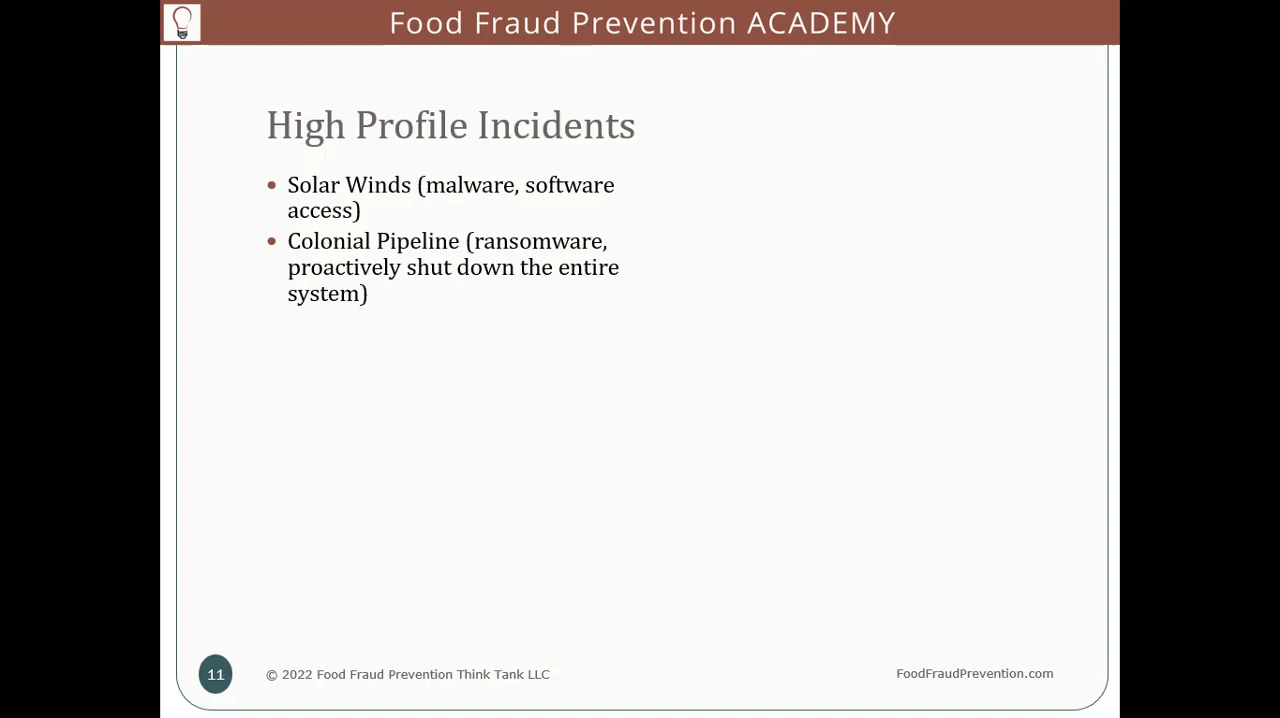 Food Fraud Prevention ACADEMY
High Profile Incidents
• Solar Winds (malware, software
access)
• Colonial Pipeline (ransomware,
proactively shut down the entire
system)
11
© 2022 Food Fraud Prevention Think Tank LLC
FoodFraudPrevention.com